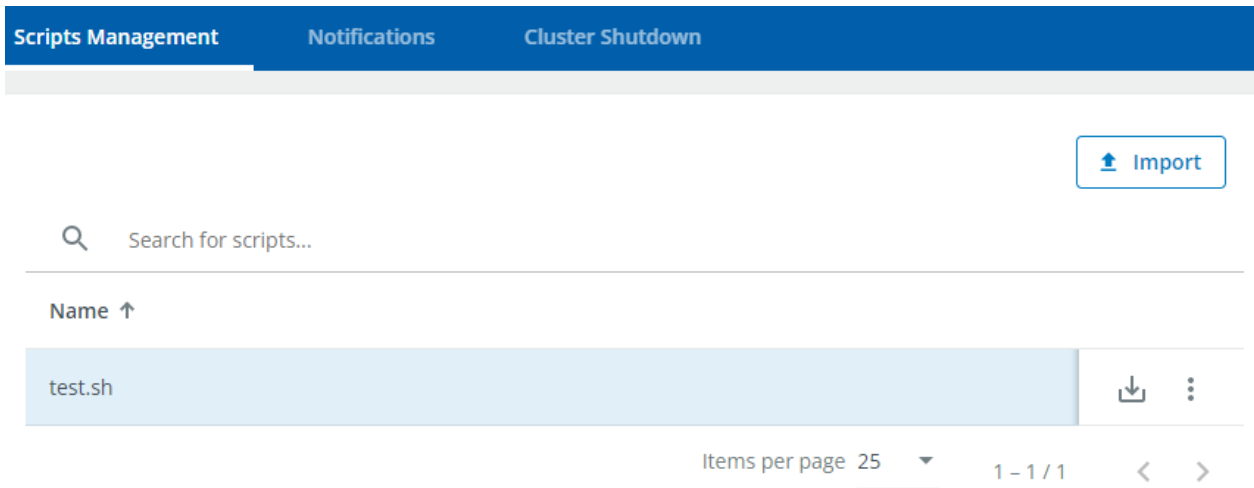 Scripts Management Notifications Cluster Shutdown
Import
Search for scripts...
Name
test.sh
Items per page 25 1 – 1 / 1